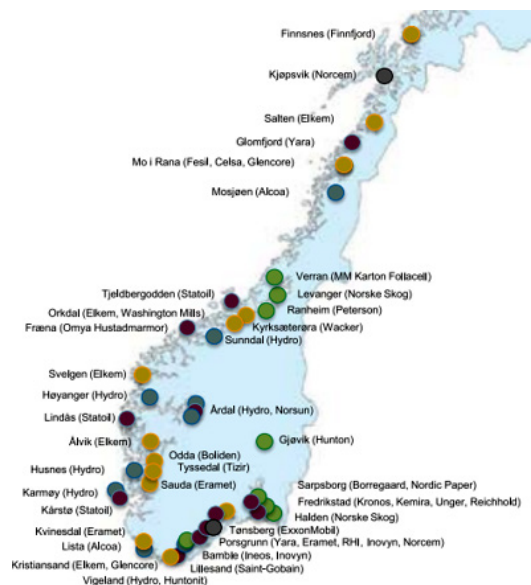 Finnsnes (Finnfjord)
Kjøpsvik (Norcem)
Salten (Elkem)
Glomfjord (Yara)
Mo i Rana (Fesil, Celsa, Glencore)
Mosjøen (Alcoa)
Verran (MM Karton Follacell)
Tjeldbergodden (Statoil)
Levanger (Norske Skog)
Orkdal (Elkem, Washington Mills)
Ranheim (Peterson)
Fræna (Omya Hustadmarmor)
Kyrksæterøra (Wacker)
Sunndal (Hydro)
Svelgen (Elkem)
Høyanger (Hydro)
Årdal (Hydro, Norsun)
Lindås (Statoil)
Ålvik (Elkem)
Gjøvik (Hunton)
Odda (Boliden)
Husnes (Hydro)
Tyssedal (Tizir)
Sauda (Eramet)
Sarpsborg (Borregaard, Nordic Paper)
Karmøy (Hydro)
Fredrikstad (Kronos, Kemira, Unger, Reichhold)
Kårstø (Statoil)
Halden (Norske Skog)
Tønsberg (ExxonMobil)
Kvinesdal (Eramet)
Porsgrunn (Yara, Eramet, RHI, Inovyn, Norcem)
Lista (Alcoa)
Bamble (Ineos, Inovyn)
Kristiansand (Elkem, Glencore)
Lillesand (Saint-Gobain)
Vigeland (Hydro, Huntonit)